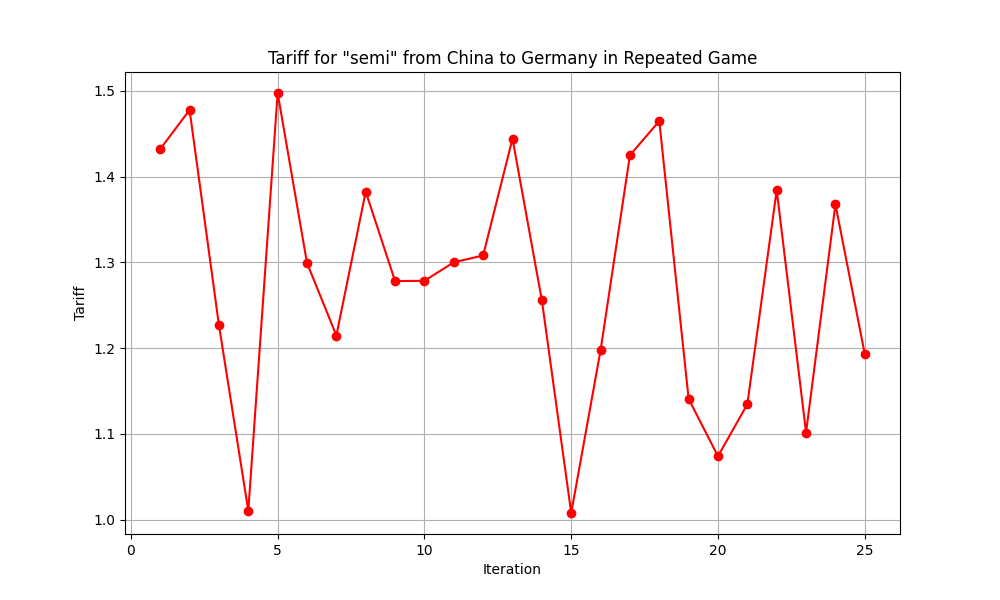 Tariff for "semi" from China to Germany in Repeated Game
1.5
1.4
1.3
1.2
1.1
1.0
Tariff
0 5 10 15 20 25
Iteration